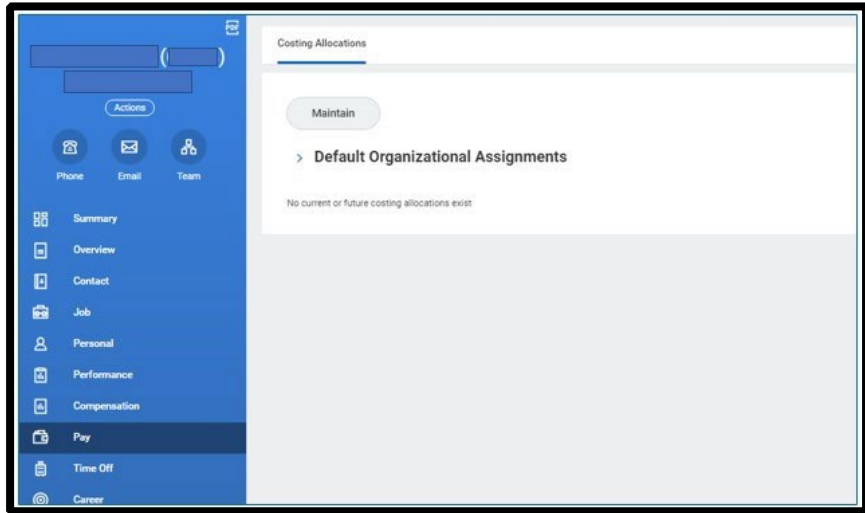 PDF
( )
Actions
Phone Email Team
Summary
Overview
Contact
Job
Personal
Performance
Compensation
Pay
Time Off
Career
Costing Allocations
Maintain
> Default Organizational Assignments
No current or future costing allocations exist